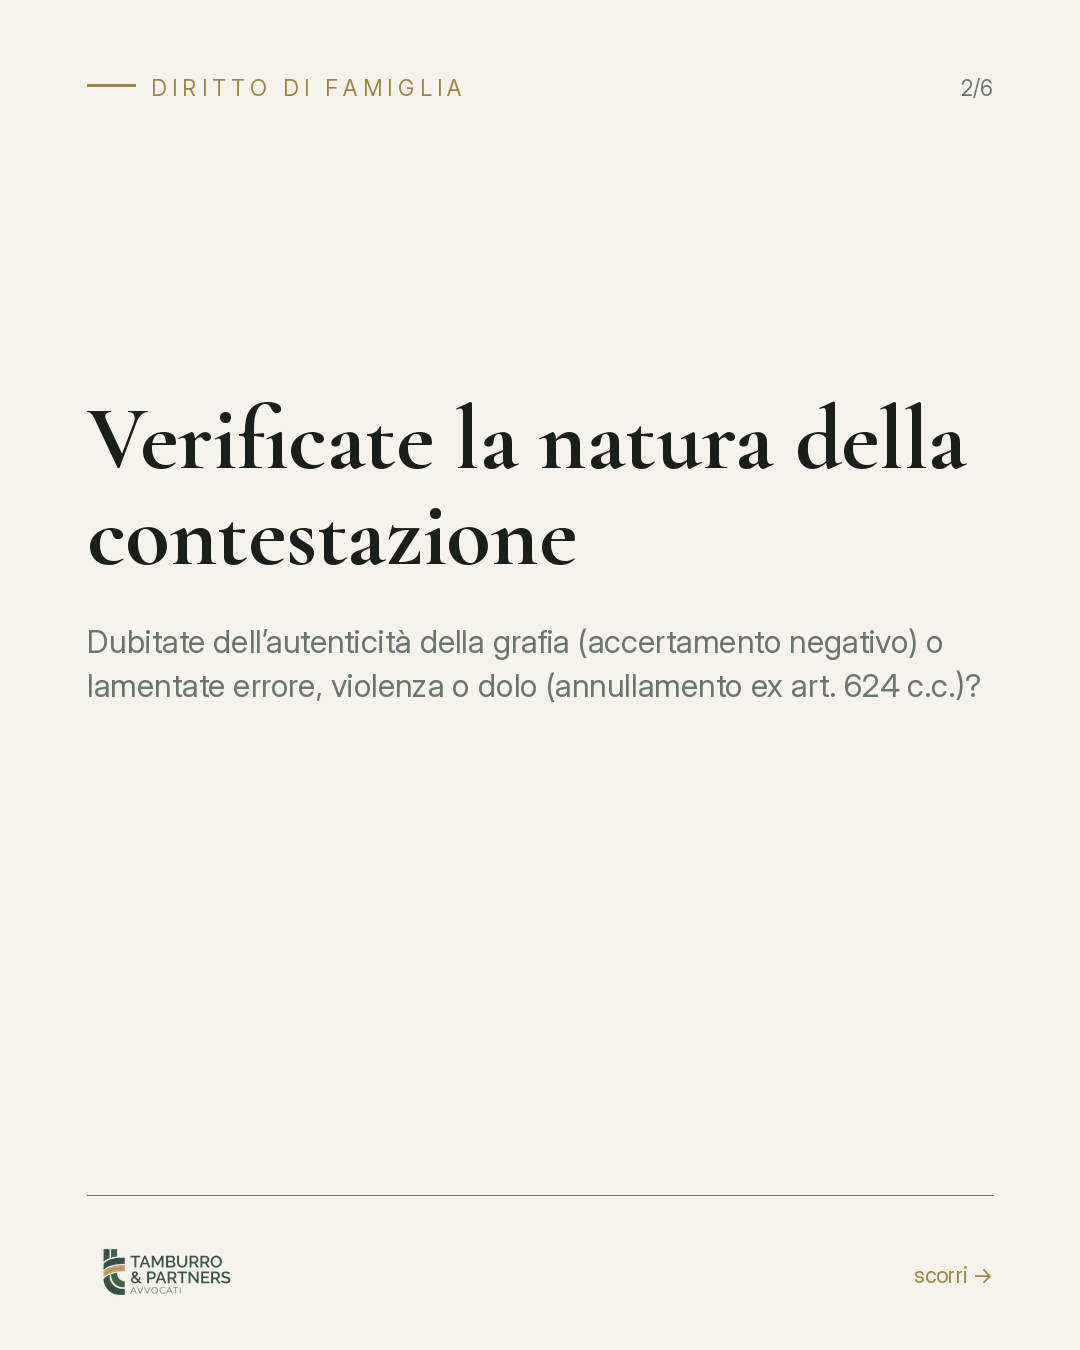 DIRITTO DI FAMIGLIA
2/6
Verificate la natura della
contestazione
Dubitate dell’autenticità della grafia (accertamento negativo) o
lamentate errore, violenza o dolo (annullamento ex art. 624 c.c.)?
TAMBURRO
& PARTNERS
AVVOCATI
scorri →